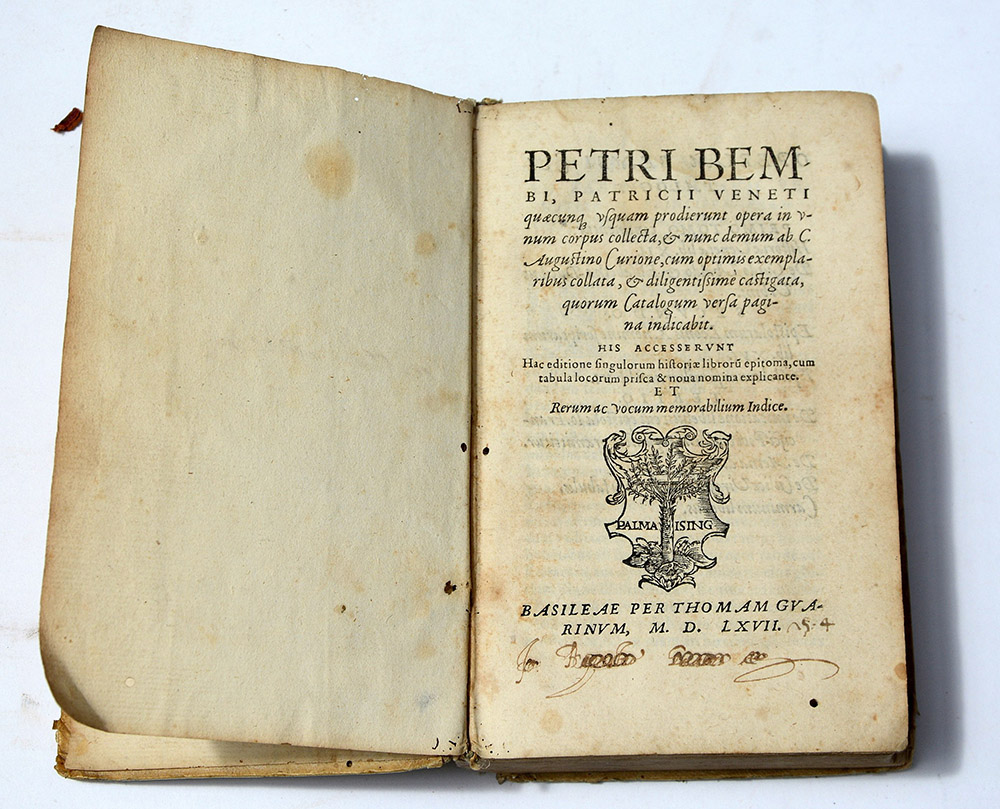 PETRI BEM-
BI, PATRICII VENETI
quæcunq; vſquam prodierunt opera in v-
num corpus collecta, & nunc demum ab C.
Auguſtino Curione, cum optimis exempla-
ribus collata, & diligentiſsimè caſtigata,
quorum Catalogum verſa pagi-
na indicabit.
HIS ACCESSERVNT
Hac editione ſingulorum hiſtoriæ librorũ epitoma, cum
tabula locorum priſca & noua nomina explicante.
ET
Rerum ac vocum memorabilium Indice.
PALMA ISING
BASILEAE PER THOMAM GVA-
RINVM, M. D. LXVII.